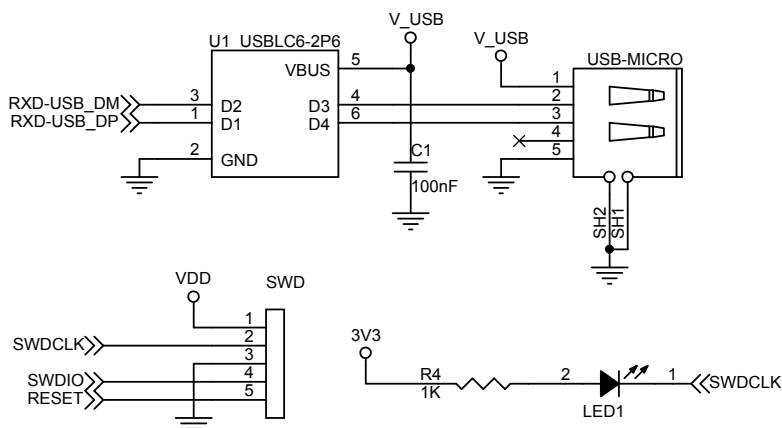 V_USB
U1 USBLC6-2P6
V_USB
USB-MICRO
VBUS
5
1
RXD-USB_DM
3
D2
D3
4
2
RXD-USB_DP
1
D1
D4
6
3
4
2
GND
C1
5
100nF
SH2
SH1
VDD
SWD
1
SWDCLK
2
3
SWDIO
4
RESET
5
3V3
R4
1K
2
1
SWDCLK
LED1